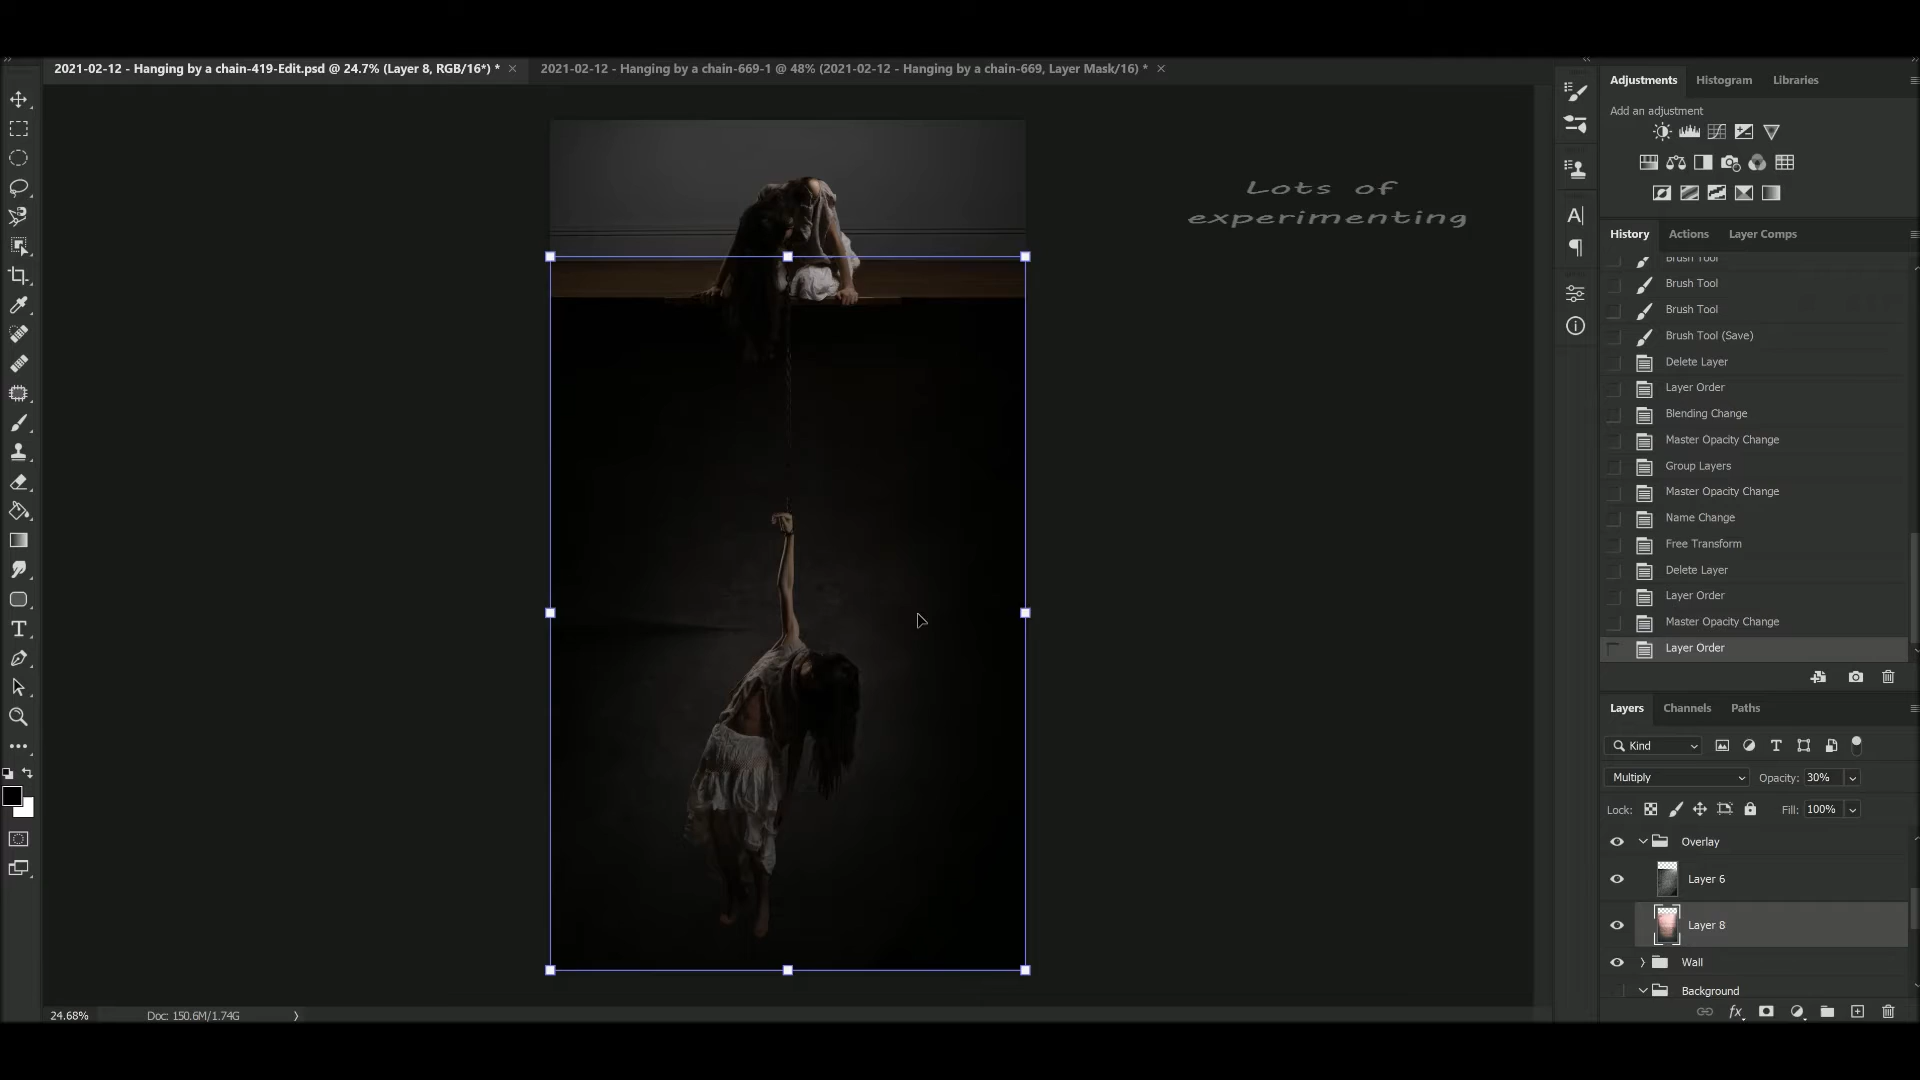 2021-02-12 - Hanging by a chain-419-Edit.psd @ 24.7% (Layer 8, RGB/16*) *
2021-02-12 - Hanging by a chain-669-1 @ 48% (2021-02-12 - Hanging by a chain-669, Layer Mask/16) *
Lots of
experimenting
Adjustments Histogram Libraries
Add an adjustment
History Actions Layer Comps
Brush Tool
Brush Tool
Brush Tool
Brush Tool (Save)
Delete Layer
Layer Order
Blending Change
Master Opacity Change
Group Layers
Master Opacity Change
Name Change
Free Transform
Delete Layer
Layer Order
Master Opacity Change
Layer Order
Layers Channels Paths
Kind
Multiply Opacity: 30%
Lock: Fill: 100%
Overlay
Layer 6
Layer 8
Wall
Background
fx
24.68% Doc: 150.6M/1.74G